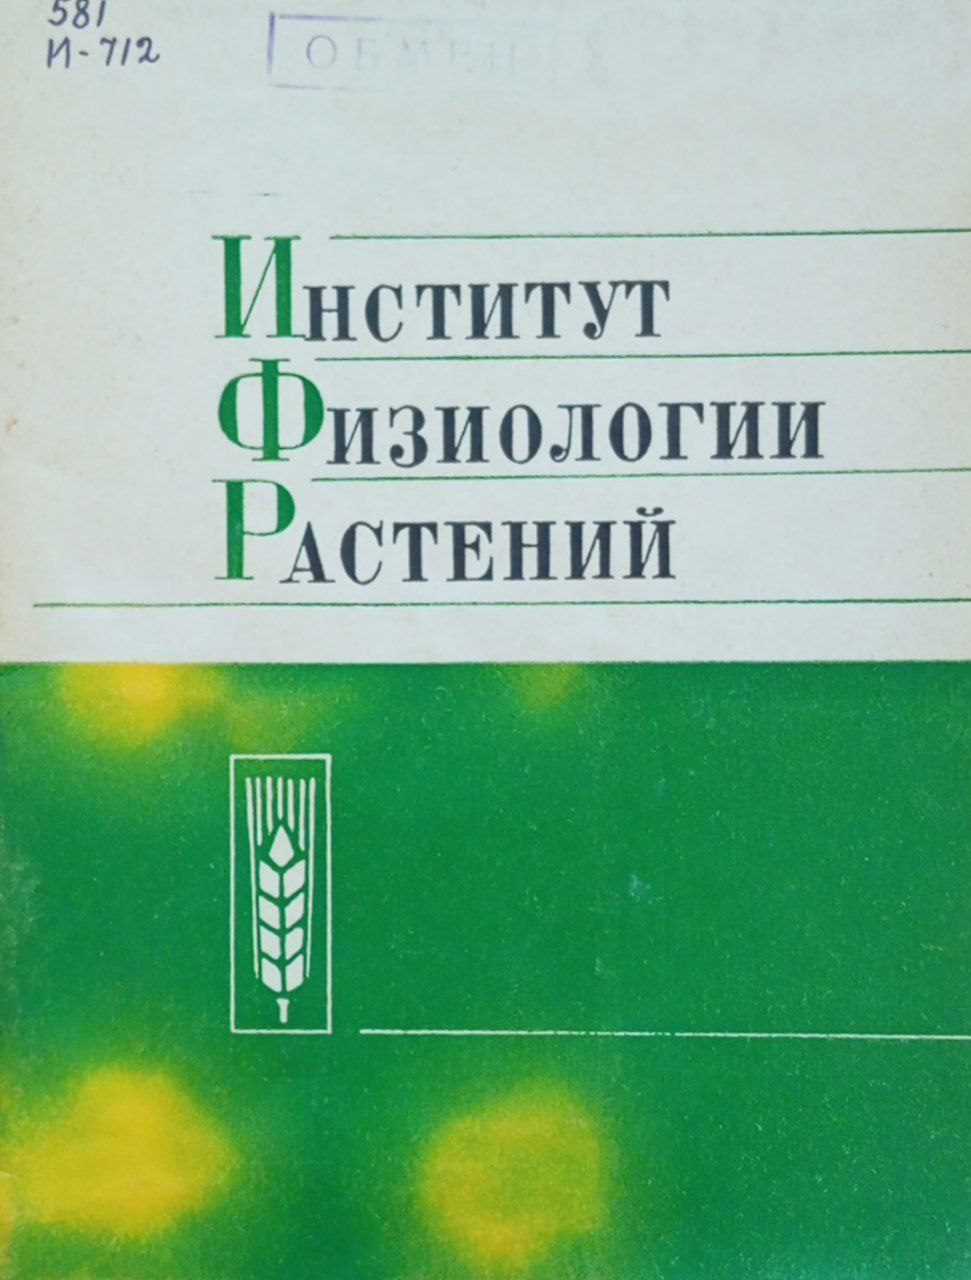 581
И-712
ОБМЕН
Институт
Физиологии
Растений